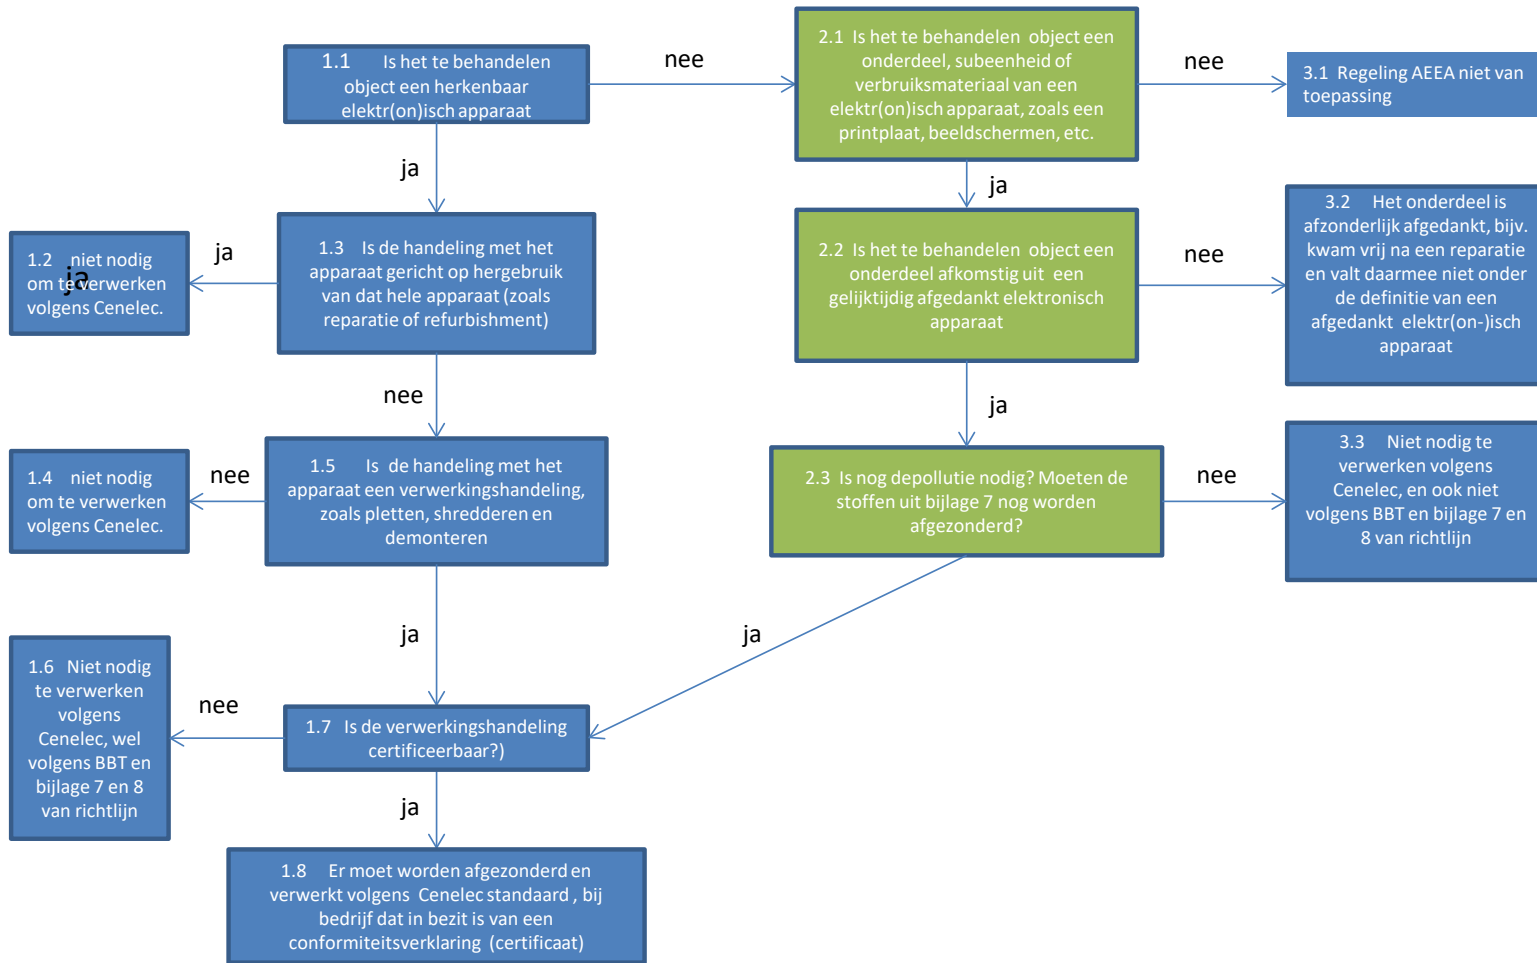 1.1 Is het te behandelen
object een herkenbaar
elektr(on)isch apparaat
nee
2.1 Is het te behandelen object een
onderdeel, subeenheid of
verbruiksmateriaal van een
elektr(on)isch apparaat, zoals een
printplaat, beeldschermen, etc.
nee
3.1 Regeling AEEA niet van
toepassing
ja
ja
1.2 niet nodig
om te verwerken
volgens Cenelec.
ja
ja
1.3 Is de handeling met het
apparaat gericht op hergebruik
van dat hele apparaat (zoals
reparatie of refurbishment)
2.2 Is het te behandelen object een
onderdeel afkomstig uit een
gelijktijdig afgedankt elektronisch
apparaat
nee
3.2 Het onderdeel is
afzonderlijk afgedankt, bijv.
kwam vrij na een reparatie
en valt daarmee niet onder
de definitie van een
afgedankt elektr(on-)isch
apparaat
nee
ja
1.4 niet nodig
om te verwerken
volgens Cenelec.
nee
1.5 Is de handeling met het
apparaat een verwerkingshandeling,
zoals pletten, shredderen en
demonteren
2.3 Is nog depollutie nodig? Moeten de
stoffen uit bijlage 7 nog worden
afgezonderd?
nee
3.3 Niet nodig te
verwerken volgens
Cenelec, en ook niet
volgens BBT en bijlage 7 en
8 van richtlijn
ja
ja
1.6 Niet nodig
te verwerken
volgens
Cenelec, wel
volgens BBT en
bijlage 7 en 8
van richtlijn
nee
1.7 Is de verwerkingshandeling
certificeerbaar?)
ja
1.8 Er moet worden afgezonderd en
verwerkt volgens Cenelec standaard , bij
bedrijf dat in bezit is van een
conformiteitsverklaring (certificaat)